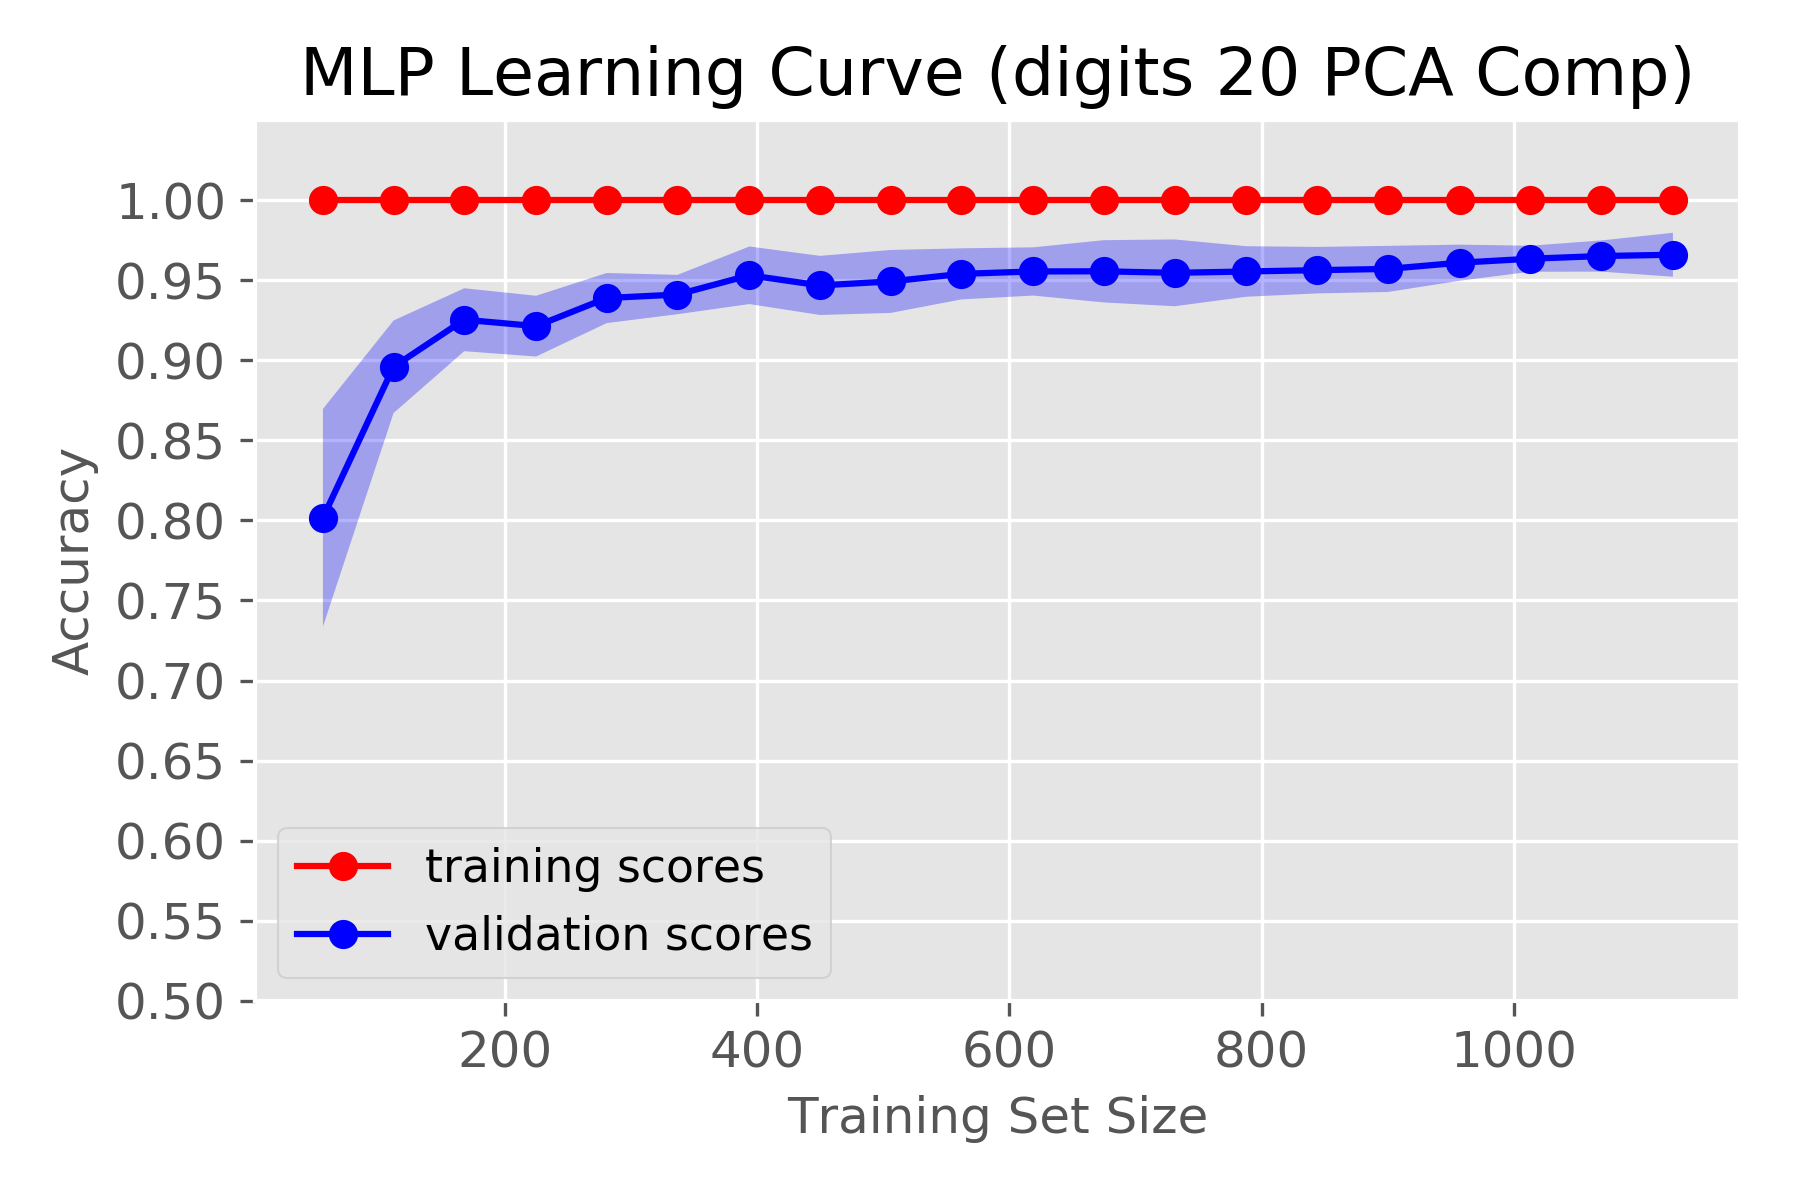 MLP Learning Curve (digits 20 PCA Comp)
1.00
0.95
0.90
0.85
0.80
0.75
0.70
0.65
0.60
0.55
0.50
Accuracy
training scores
validation scores
200 400 600 800 1000
Training Set Size